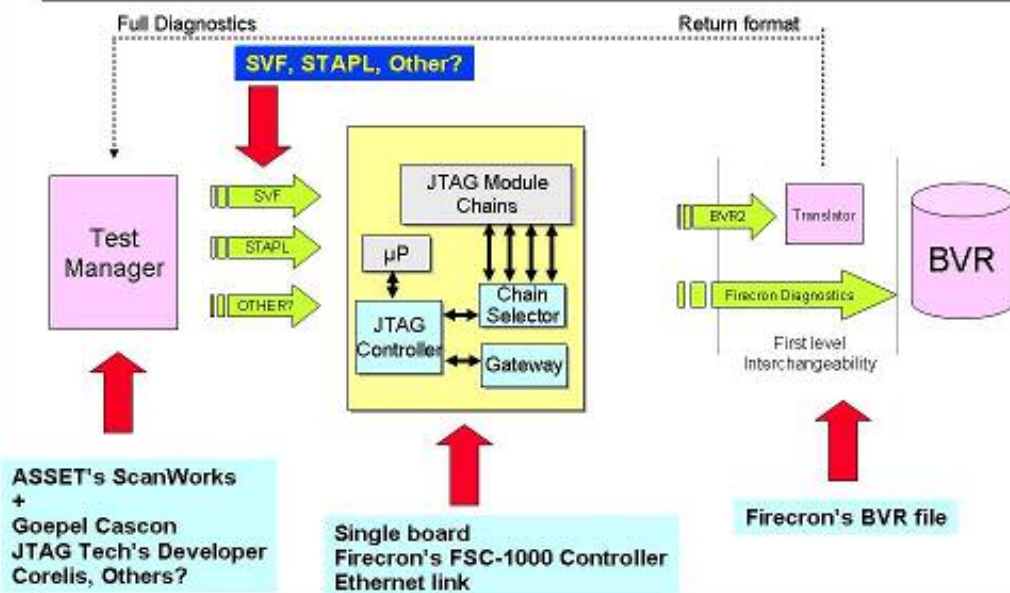 Full Diagnostics
Return format
SVF, STAPL, Other?
Test
Manager
SVF
STAPL
OTHER?
JTAG Module
Chains
µP
JTAG
Controller
Chain
Selector
Gateway
BVR2
Translator
Firecron Diagnostics
First level
Interchangeability
BVR
ASSET's ScanWorks
+
Goepel Cascon
JTAG Tech's Developer
Corelis, Others?
Single board
Firecron's FSC-1000 Controller
Ethernet link
Firecron's BVR file